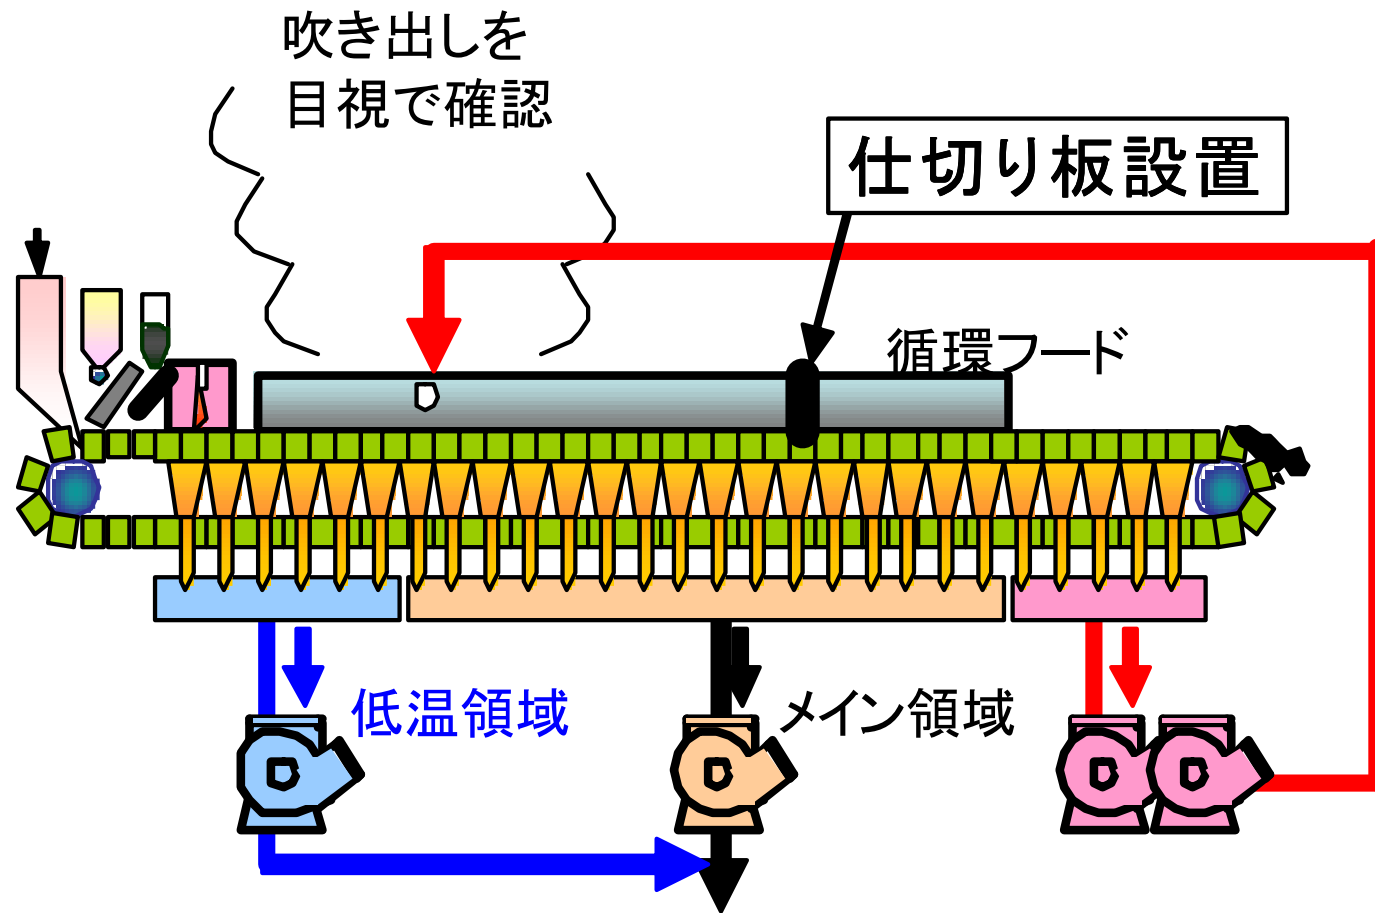 吹き出しを
目視で確認
仕切り板設置
循環フード
低温領域
メイン領域